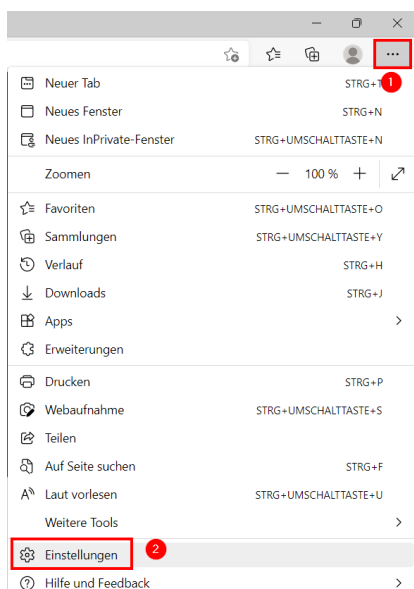 Neuer Tab STRG+T
1
Neues Fenster STRG+N
Neues InPrivate-Fenster STRG+UMSCHALTTASTE+N
Zoomen 100 %
Favoriten STRG+UMSCHALTTASTE+O
Sammlungen STRG+UMSCHALTTASTE+Y
Verlauf STRG+H
Downloads STRG+J
Apps
Erweiterungen
Drucken STRG+P
Webaufnahme STRG+UMSCHALTTASTE+S
Teilen
Auf Seite suchen STRG+F
Laut vorlesen STRG+UMSCHALTTASTE+U
Weitere Tools
Einstellungen 2
Hilfe und Feedback